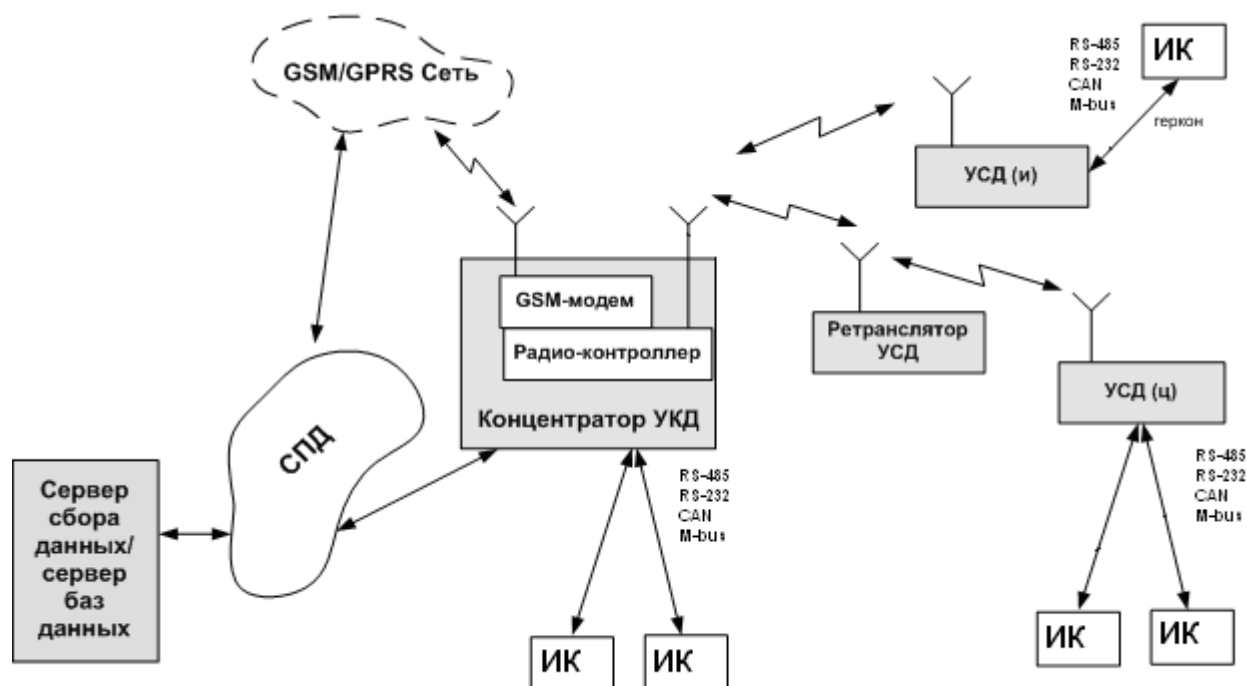 GSM/GPRS Сеть
RS-485
RS-232
CAN
M-bus
ИК
геркон
УСД (и)
GSM-модем
Радио-контроллер
Концентратор УКД
Ретранслятор
УСД
УСД (ц)
СПД
Сервер
сбора
данных/
сервер
баз
данных
RS-485
RS-232
CAN
M-bus
RS-485
RS-232
CAN
M-bus
ИК
ИК
ИК
ИК